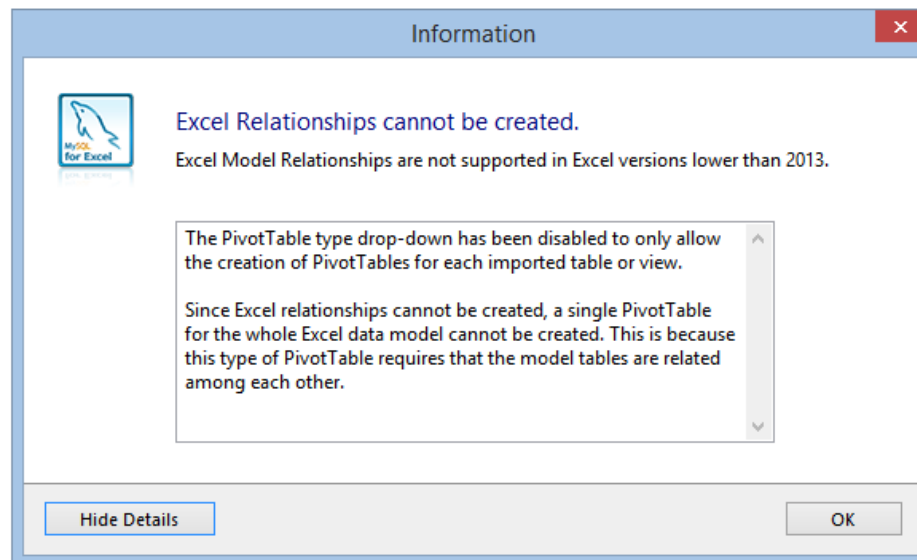 Information
MySQL
for Excel
Excel Relationships cannot be created.
Excel Model Relationships are not supported in Excel versions lower than 2013.
The PivotTable type drop-down has been disabled to only allow
the creation of PivotTables for each imported table or view.
Since Excel relationships cannot be created, a single PivotTable
for the whole Excel data model cannot be created. This is because
this type of PivotTable requires that the model tables are related
among each other.
Hide Details
OK